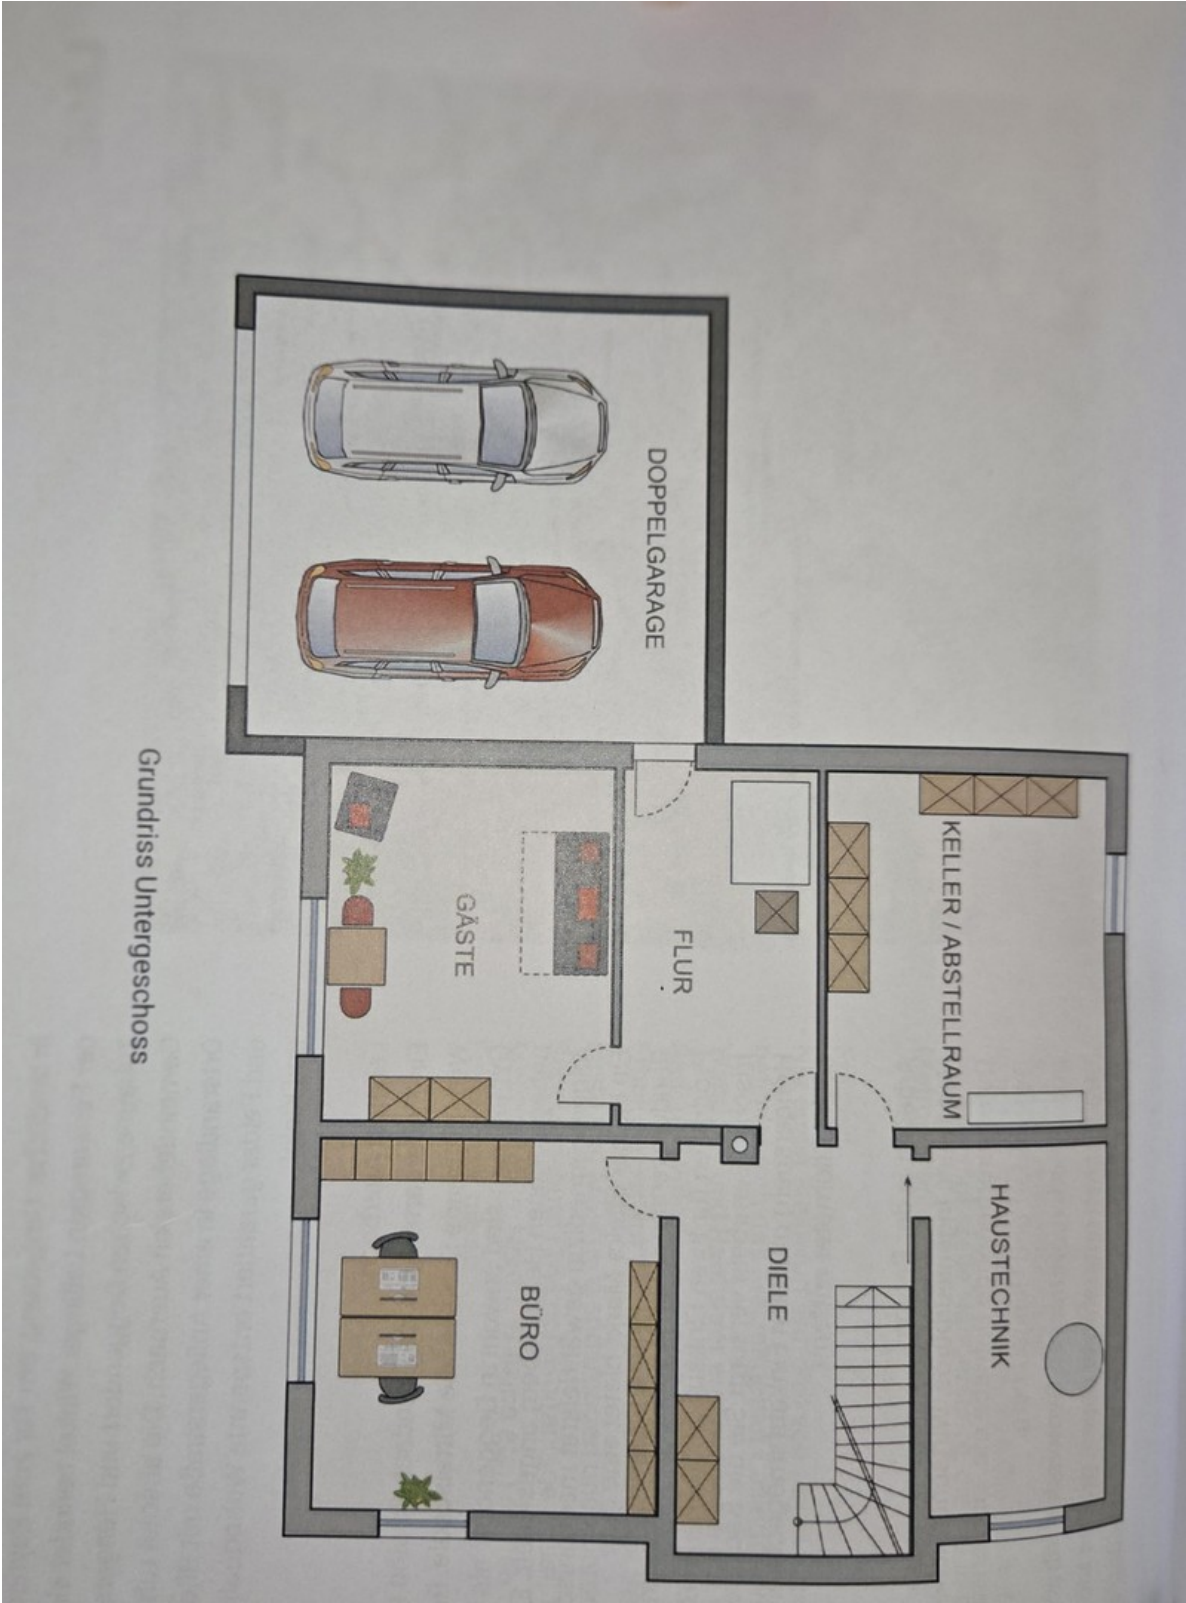 KELLER / ABSTELLRAUM
HAUSTECHNIK
DOPPELGARAGE
FLUR
DIELE
GÄSTE
BÜRO
Grundriss Untergeschoss